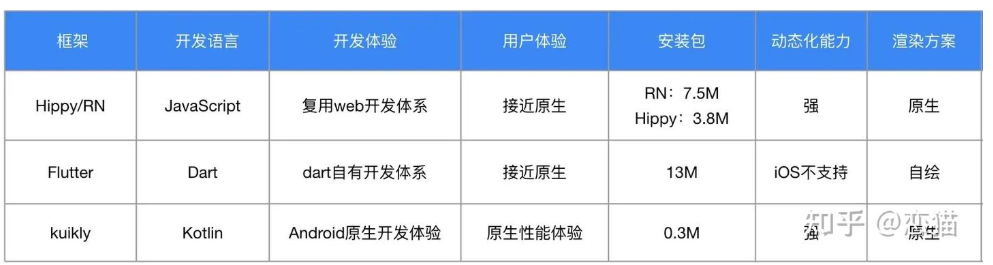 框架 开发语言 开发体验 用户体验 安装包 动态化能力 渲染方案
Hippy/RN JavaScript 复用web开发体系 接近原生 RN：7.5M Hippy：3.8M 强 原生
Flutter Dart dart自有开发体系 接近原生 13M iOS不支持 自绘
kuikly Kotlin Android原生开发体验 原生性能体验 0.3M 强 原生
知乎 @恋猫